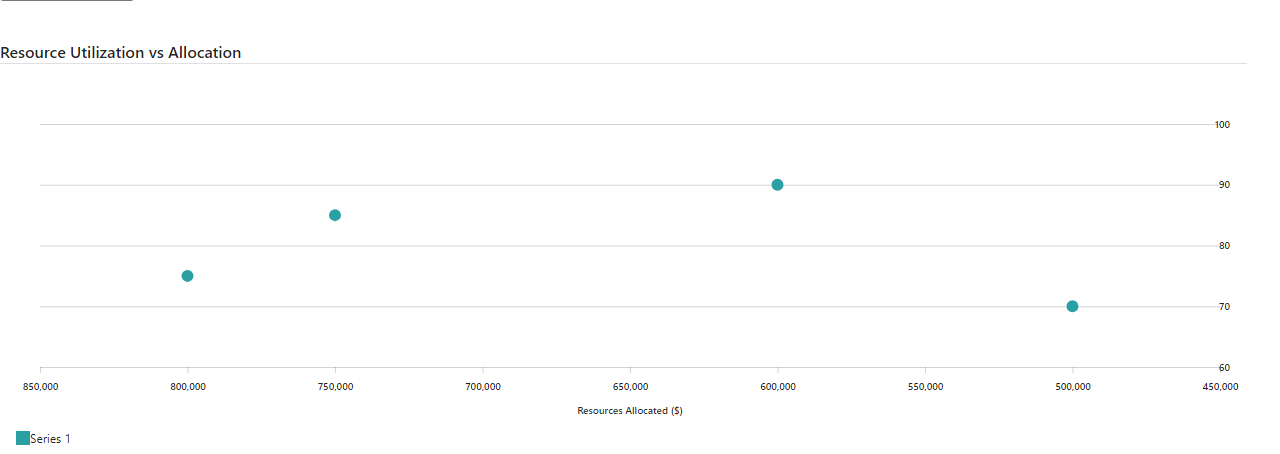 Resource Utilization vs Allocation
100
90
80
70
60
850,000 800,000 750,000 700,000 650,000 600,000 550,000 500,000 450,000
Resources Allocated ($)
Series 1